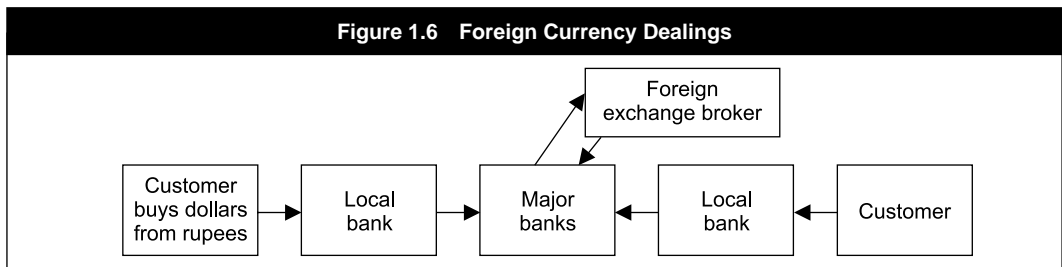 Figure 1.6 Foreign Currency Dealings
Foreign
exchange broker
Customer
buys dollars
from rupees
Local
bank
Major
banks
Local
bank
Customer